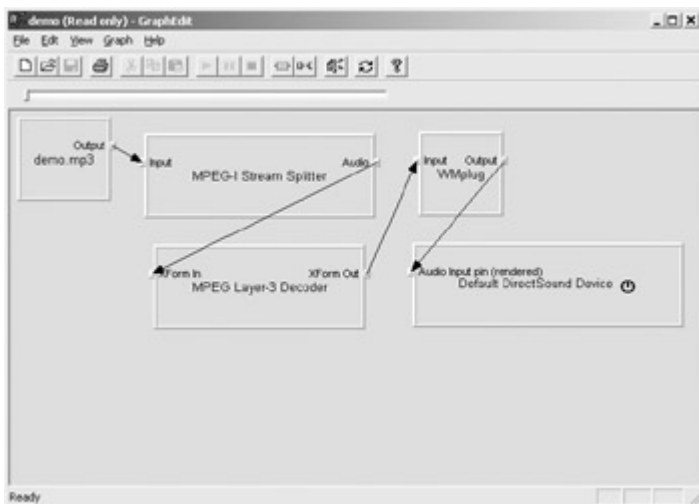 demo (Read only) - GraphEdit
File Edit View Graph Help
Output
demo.mp3
Input Audio
MPEG-I Stream Splitter
Input Output
WMplug
XForm In XForm Out
MPEG Layer-3 Decoder
Audio Input pin (rendered)
Default DirectSound Device
Ready